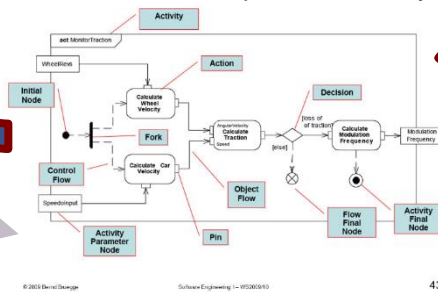 Activity
act MonitorTraction
WheelRevs
Initial
Node
Calculate
Wheel
Velocity
Action
Decision
Fork
AngularVelocity
Calculate
Traction
Speed
[loss of
of traction]
[else]
Calculate
Modulation
Frequency
Modulation
Frequency
Control
Flow
Calculate Car
Velocity
Object
Flow
SpeedoInput
Pin
Activity
Parameter
Node
Flow
Final
Node
Activity
Final
Node
© 2009 Bernd Bruegge
Software Engineering I – WS2009/10
43